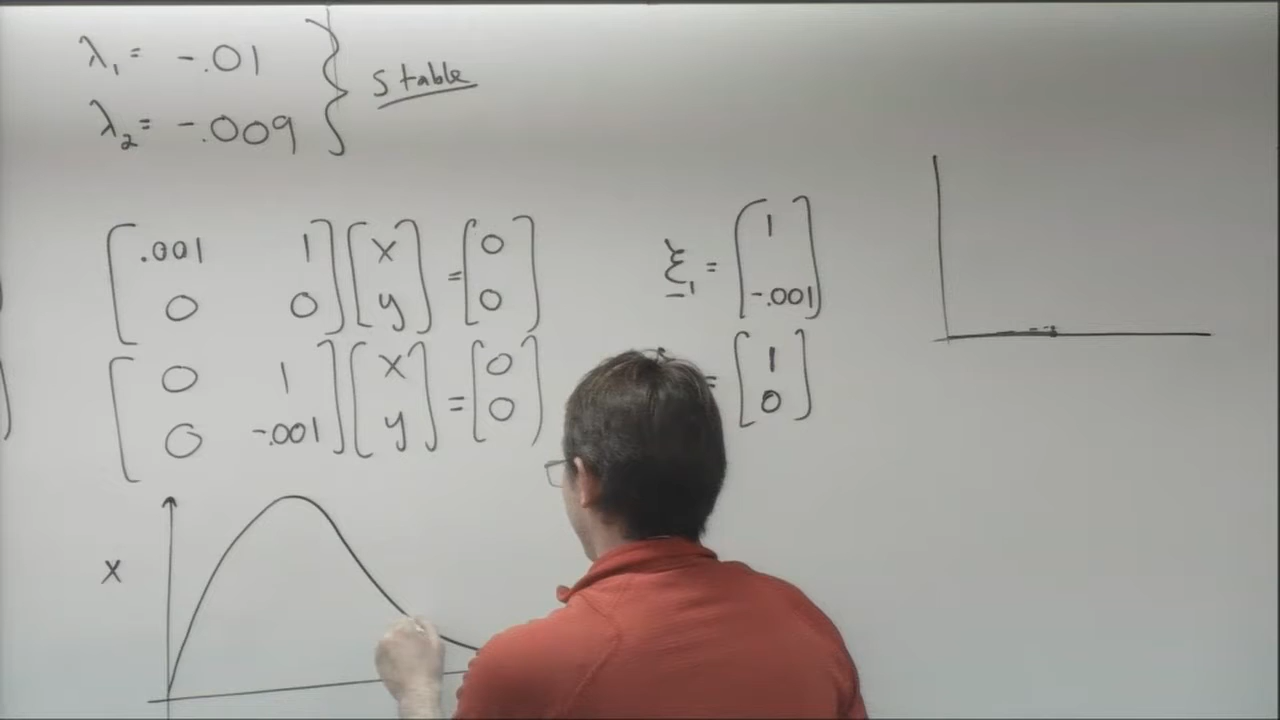 λ₁ = -.01
λ₂ = -.009 } stable
[.001 1; 0 0] [x; y] = [0; 0]
ξ₁ = [1; -.001]
[0 1; 0 -.001] [x; y] = [0; 0]
= [1; 0]
x